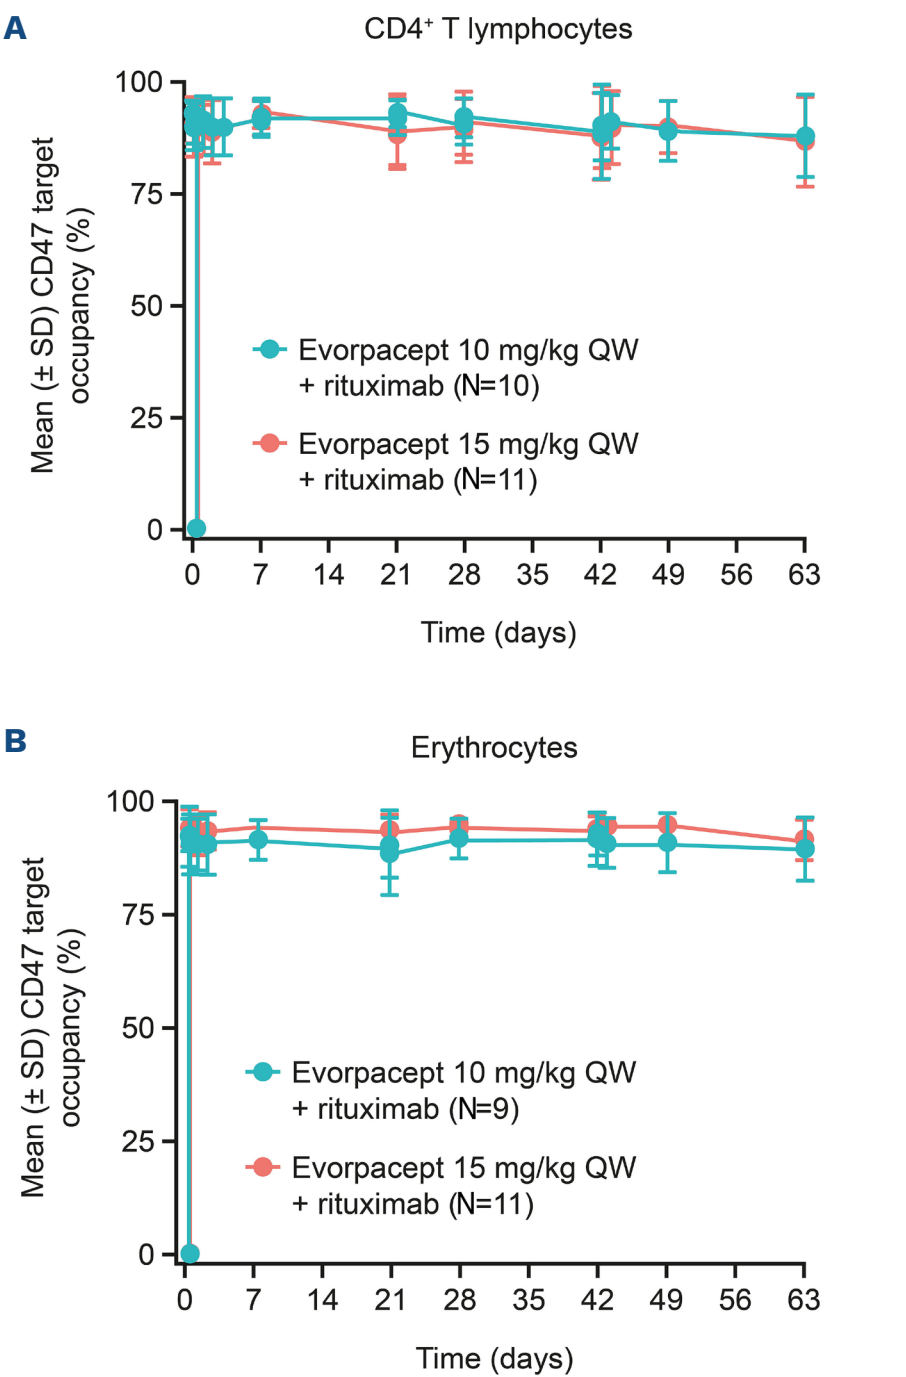 A
CD4⁺ T lymphocytes
Mean (± SD) CD47 target
occupancy (%)
100
75
50
25
0
Evorpacept 10 mg/kg QW
+ rituximab (N=10)
Evorpacept 15 mg/kg QW
+ rituximab (N=11)
0 7 14 21 28 35 42 49 56 63
Time (days)
B
Erythrocytes
Mean (± SD) CD47 target
occupancy (%)
100
75
50
25
0
Evorpacept 10 mg/kg QW
+ rituximab (N=9)
Evorpacept 15 mg/kg QW
+ rituximab (N=11)
0 7 14 21 28 35 42 49 56 63
Time (days)